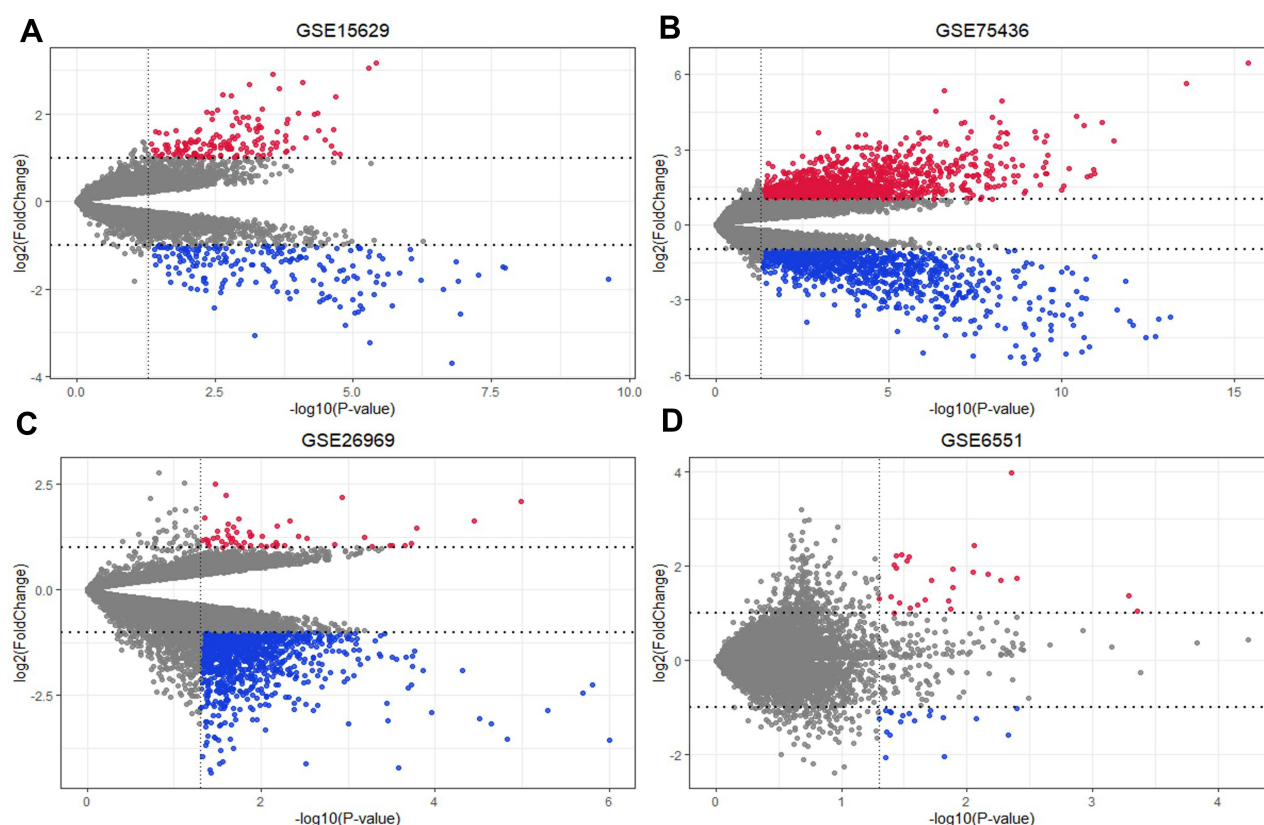 A
GSE15629
log2(FoldChange)
2
0
-2
-4
0.0 2.5 5.0 7.5 10.0
-log10(P-value)
B
GSE75436
log2(FoldChange)
6
3
0
-3
-6
0 5 10 15
-log10(P-value)
C
GSE26969
log2(FoldChange)
2.5
0.0
-2.5
0 2 4 6
-log10(P-value)
D
GSE6551
log2(FoldChange)
4
2
0
-2
0 1 2 3 4
-log10(P-value)